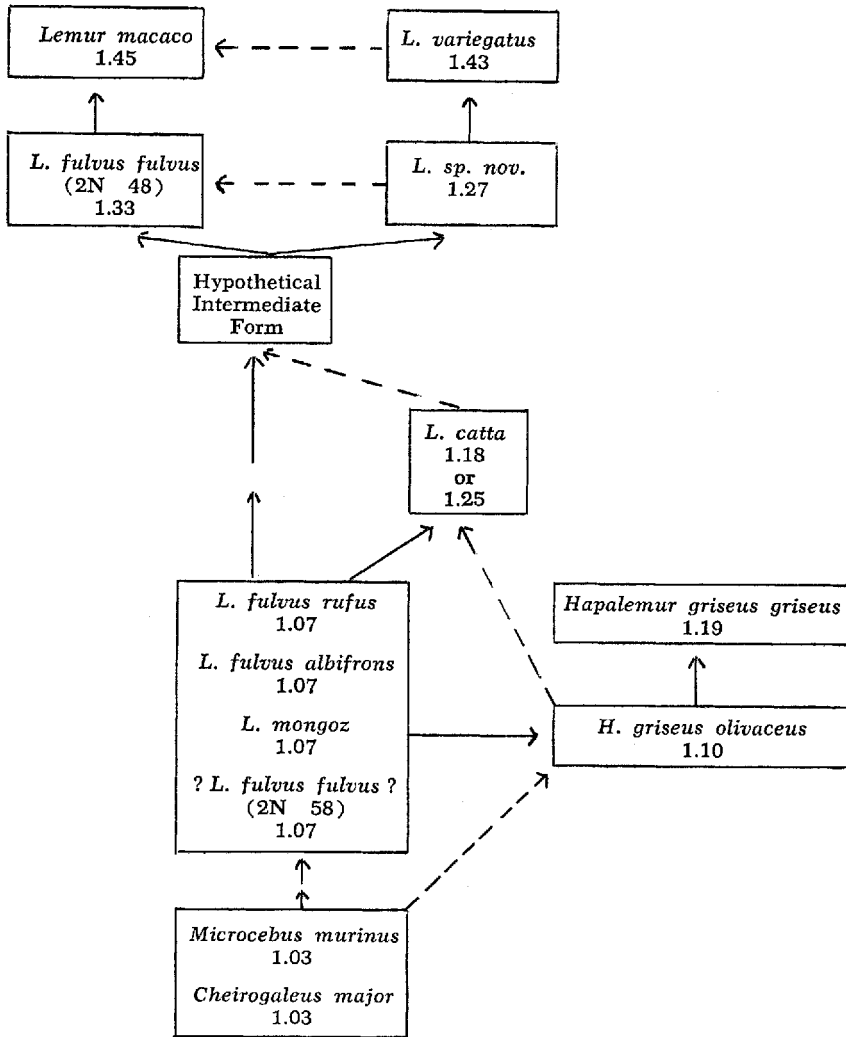 Lemur macaco
1.45
L. variegatus
1.43
L. fulvus fulvus
(2N 48)
1.33
L. sp. nov.
1.27
Hypothetical
Intermediate
Form
L. catta
1.18
or
1.25
L. fulvus rufus
1.07
L. fulvus albifrons
1.07
L. mongoz
1.07
? L. fulvus fulvus ?
(2N 58)
1.07
Hapalemur griseus griseus
1.19
H. griseus olivaceus
1.10
Microcebus murinus
1.03
Cheirogaleus major
1.03